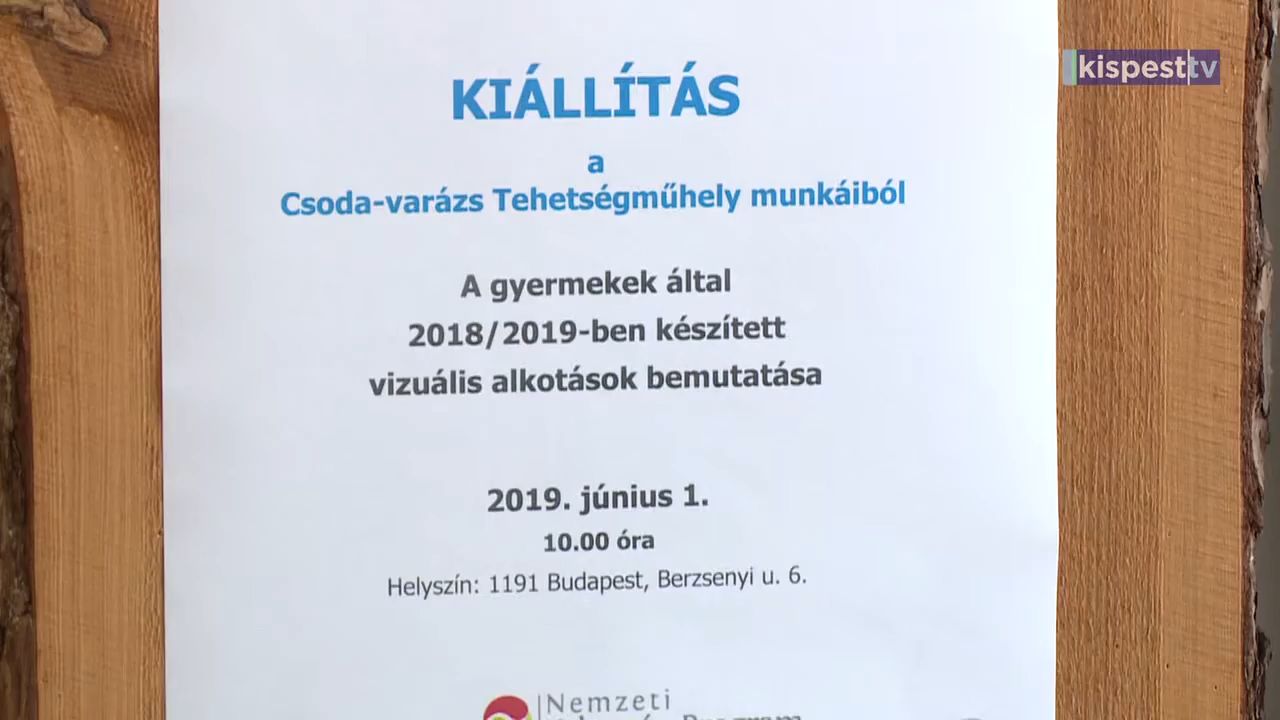 kispest tv
KIÁLLÍTÁS
a
Csoda-varázs Tehetségműhely munkáiból
A gyermekek által
2018/2019-ben készített
vizuális alkotások bemutatása
2019. június 1.
10.00 óra
Helyszín: 1191 Budapest, Berzsenyi u. 6.
Nemzeti